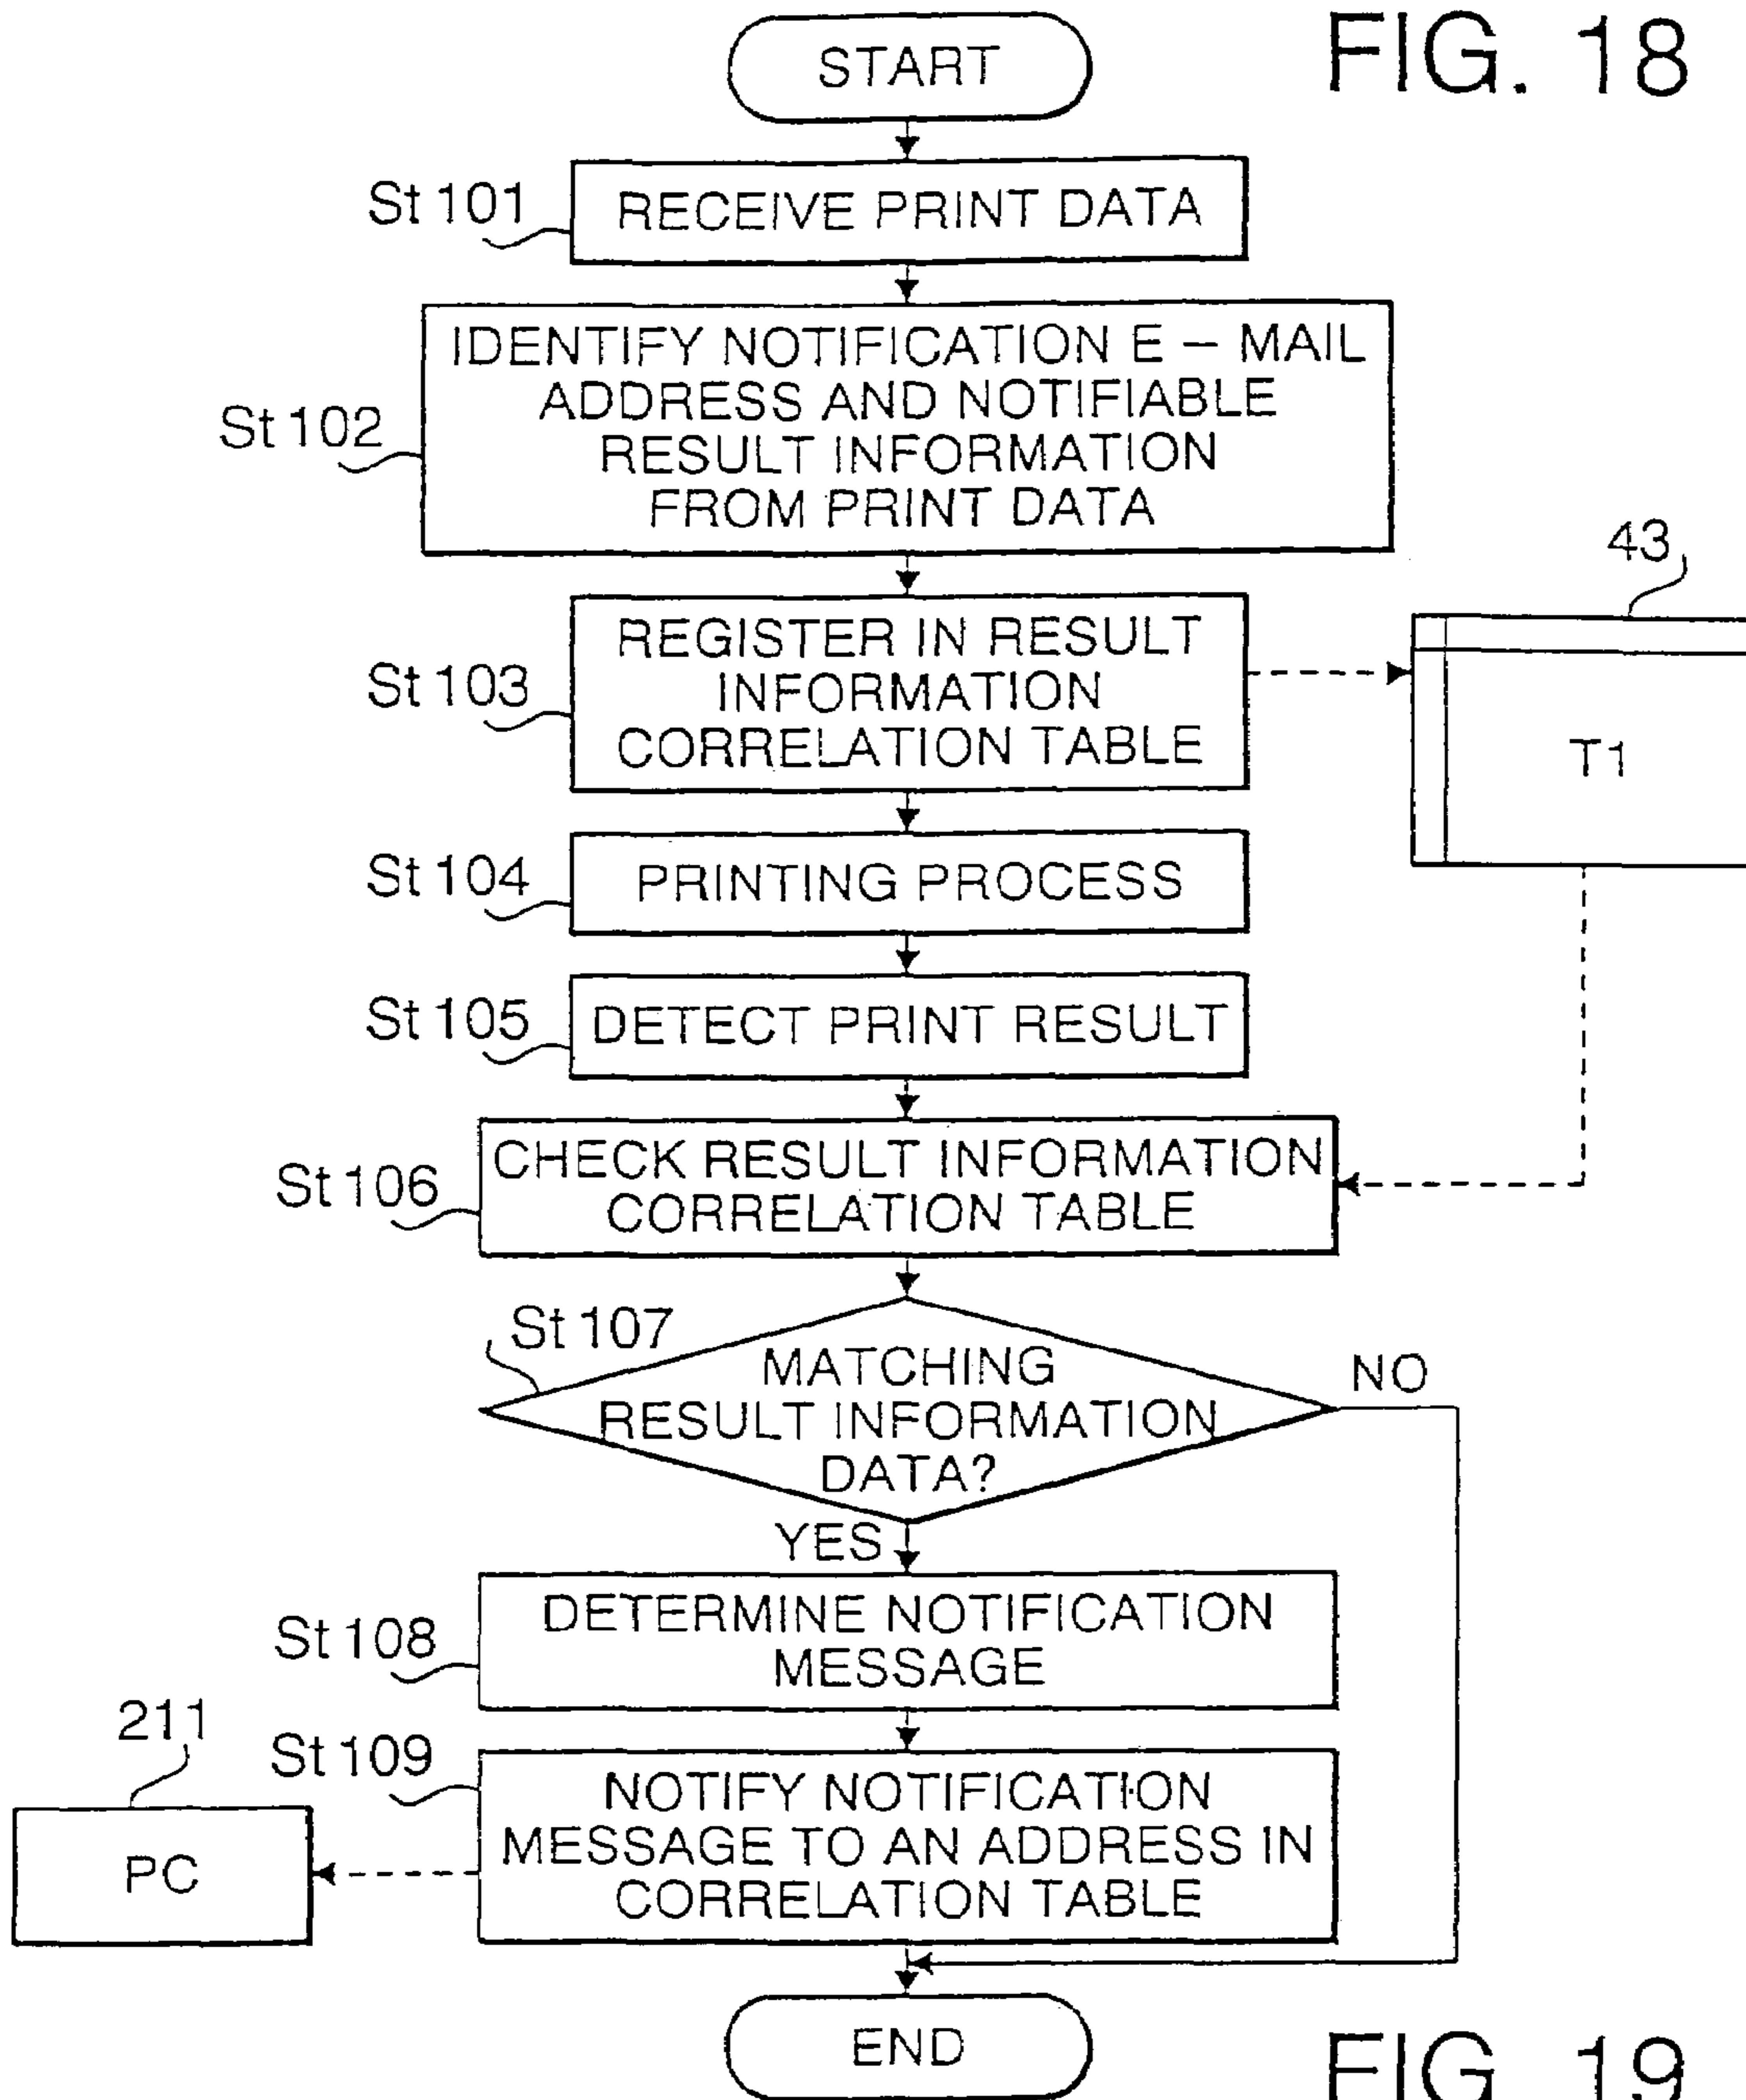 FIG. 18
START
St 101
RECEIVE PRINT DATA
St 102
IDENTIFY NOTIFICATION E – MAIL
ADDRESS AND NOTIFIABLE
RESULT INFORMATION
FROM PRINT DATA
43
St 103
REGISTER IN RESULT
INFORMATION
CORRELATION TABLE
T1
St 104
PRINTING PROCESS
St 105
DETECT PRINT RESULT
St 106
CHECK RESULT INFORMATION
CORRELATION TABLE
St 107
MATCHING
RESULT INFORMATION
DATA?
NO
YES
St 108
DETERMINE NOTIFICATION
MESSAGE
211
St 109
NOTIFY NOTIFICATION
MESSAGE TO AN ADDRESS IN
CORRELATION TABLE
PC
END
FIG. 19